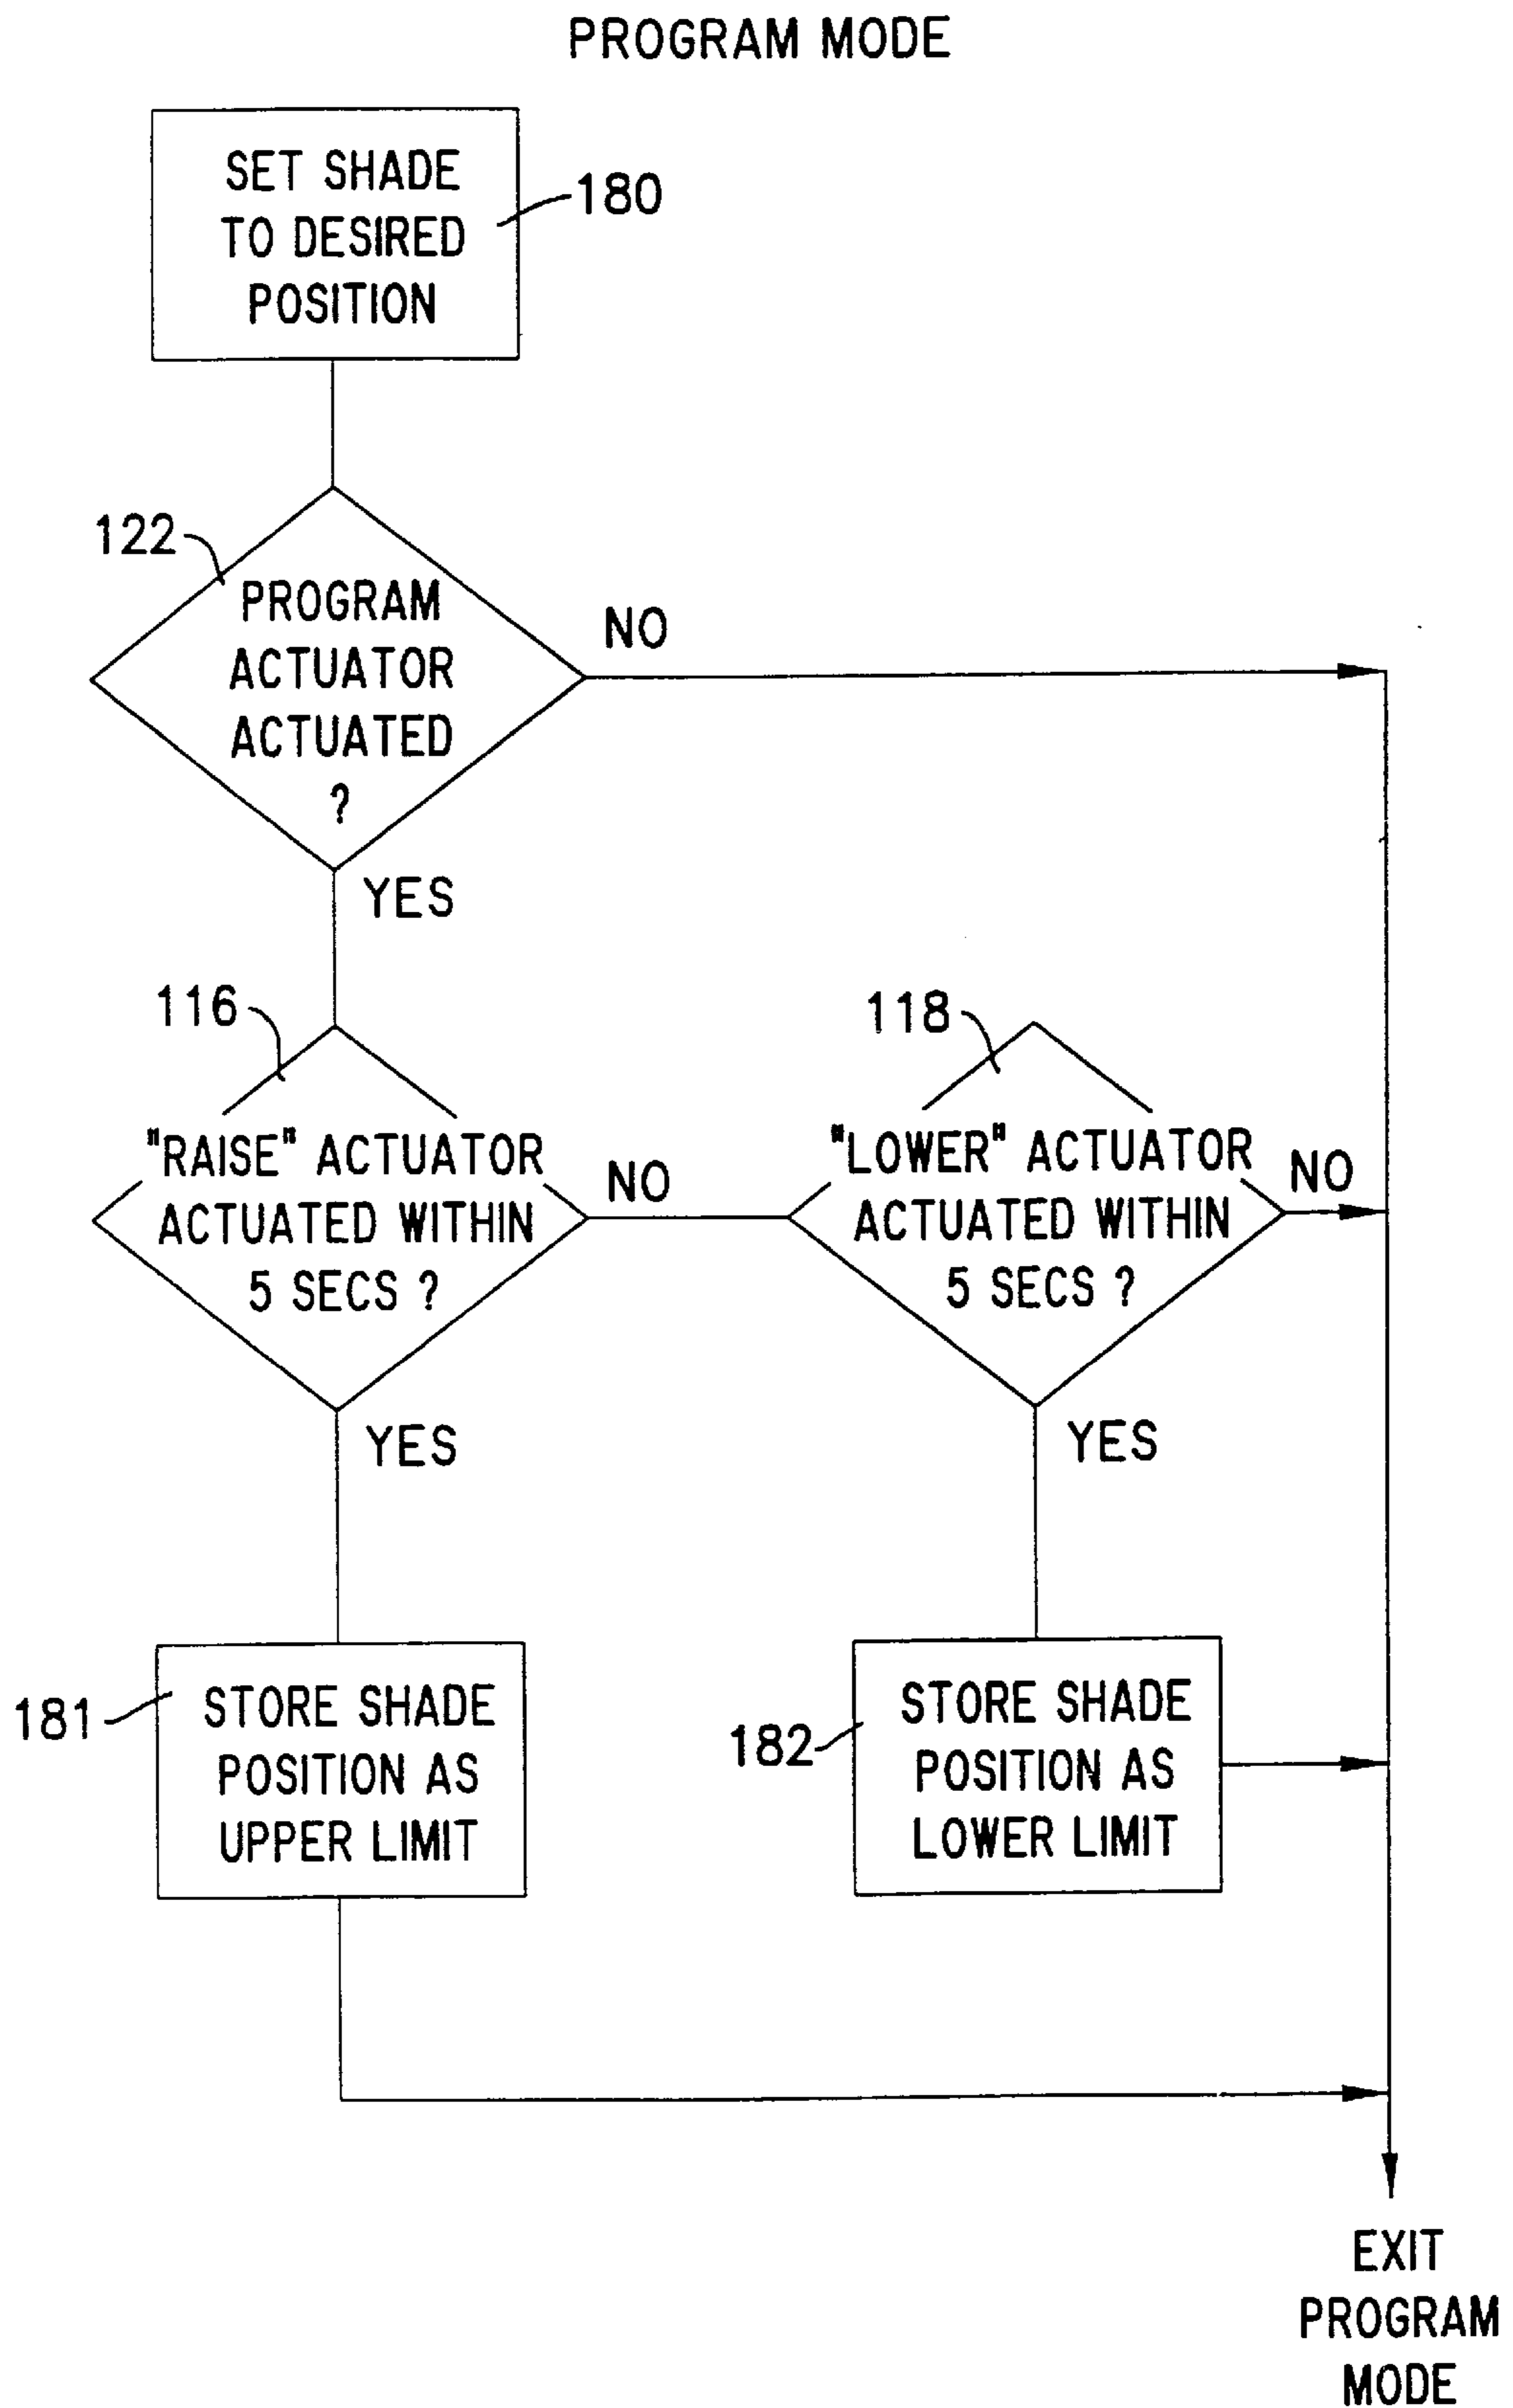 PROGRAM MODE
SET SHADE
TO DESIRED
POSITION
180
122
PROGRAM
ACTUATOR
ACTUATED
?
NO
YES
116
"RAISE" ACTUATOR
ACTUATED WITHIN
5 SECS ?
NO
118
"LOWER" ACTUATOR
ACTUATED WITHIN
5 SECS ?
NO
YES
YES
181
STORE SHADE
POSITION AS
UPPER LIMIT
182
STORE SHADE
POSITION AS
LOWER LIMIT
EXIT
PROGRAM
MODE